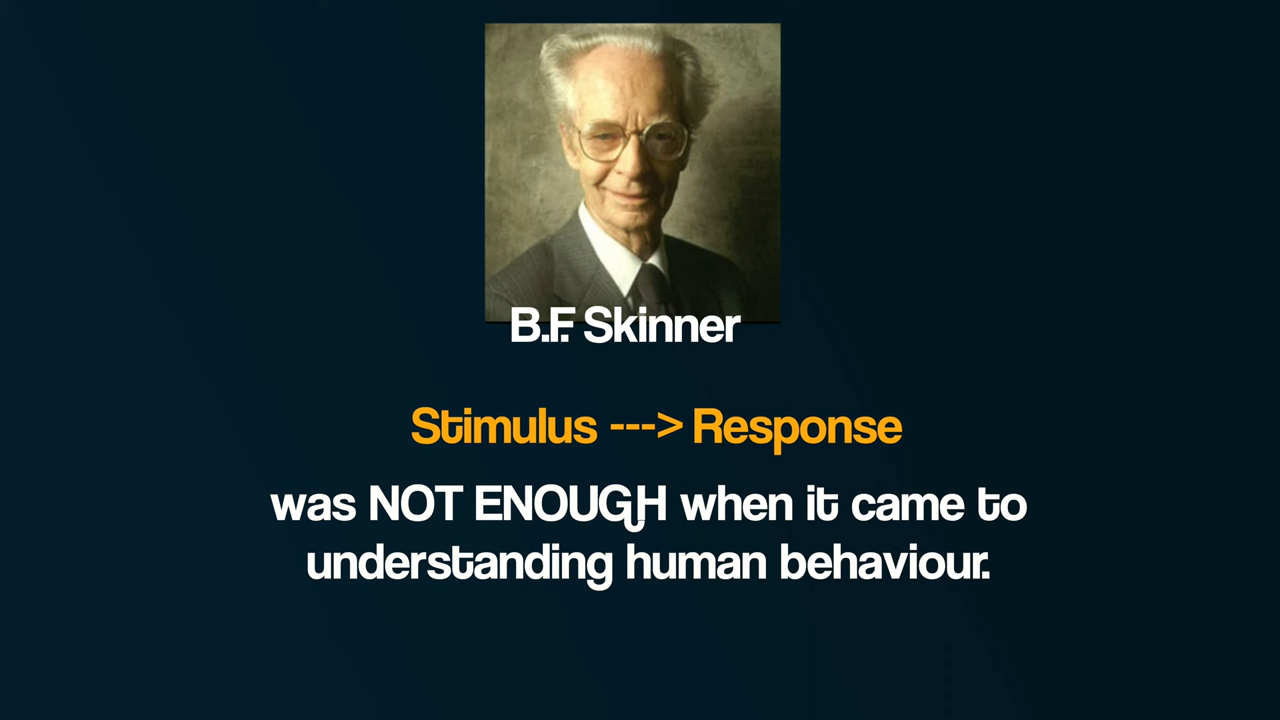 B.F. Skinner
Stimulus ---> Response
was NOT ENOUGH when it came to
understanding human behaviour.